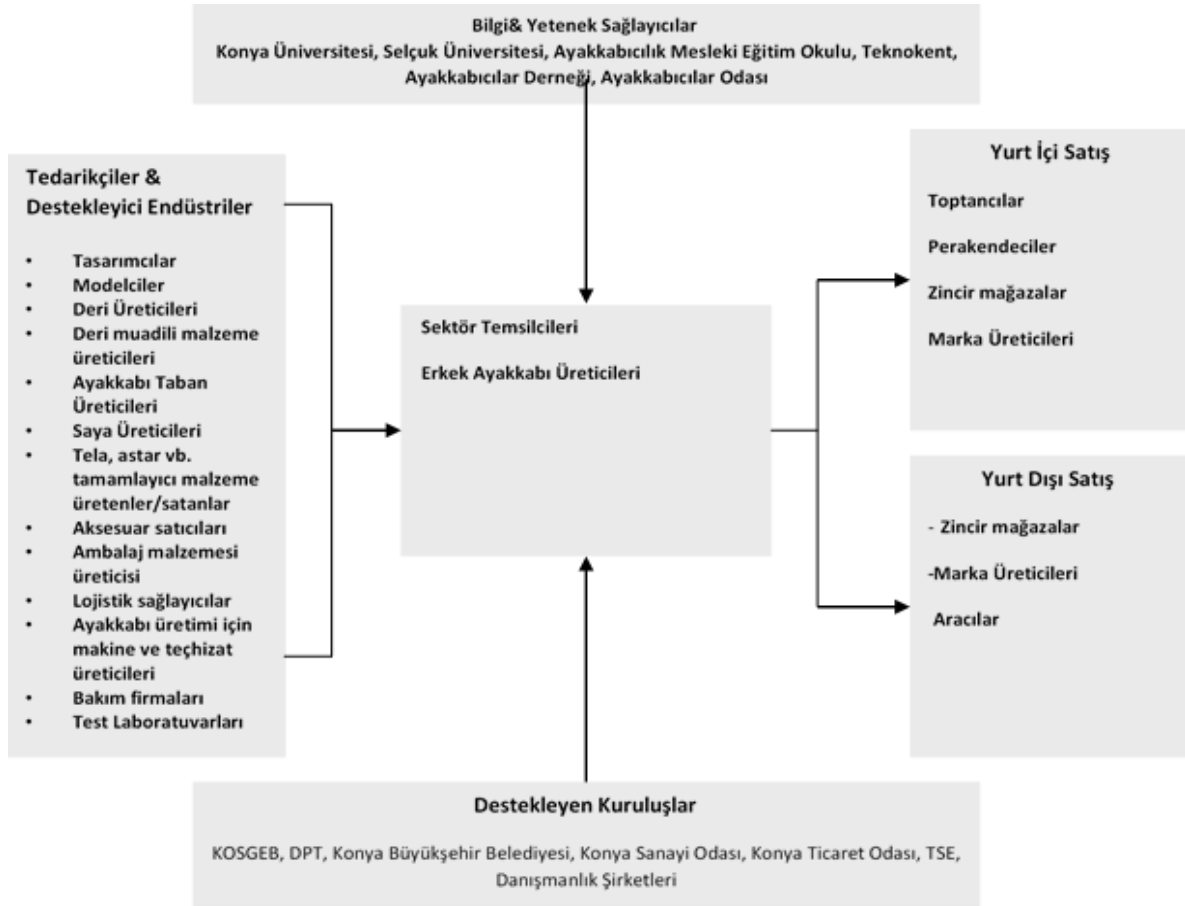 Bilgi& Yetenek Sağlayıcılar
Konya Üniversitesi, Selçuk Üniversitesi, Ayakkabıcılık Mesleki Eğitim Okulu, Teknokent,
Ayakkabıcılar Derneği, Ayakkabıcılar Odası
Tedarikçiler &
Destekleyici Endüstriler
• Tasarımcılar
• Modelciler
• Deri Üreticileri
• Deri muadili malzeme
üreticileri
• Ayakkabı Taban
Üreticileri
• Saya Üreticileri
• Tela, astar vb.
tamamlayıcı malzeme
üretenler/satanlar
• Aksesuar satıcıları
• Ambalaj malzemesi
üreticisi
• Lojistik sağlayıcılar
• Ayakkabı üretimi için
makine ve teçhizat
üreticileri
• Bakım firmaları
• Test Laboratuvarları
Sektör Temsilcileri
Erkek Ayakkabı Üreticileri
Yurt İçi Satış
Toptancılar
Perakendeciler
Zincir mağazalar
Marka Üreticileri
Yurt Dışı Satış
- Zincir mağazalar
-Marka Üreticileri
Aracılar
Destekleyen Kuruluşlar
KOSGEB, DPT, Konya Büyükşehir Belediyesi, Konya Sanayi Odası, Konya Ticaret Odası, TSE,
Danışmanlık Şirketleri